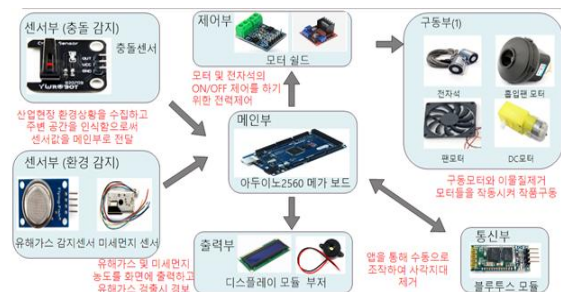 센서부 (충돌 감지)
충돌센서
산업현장 환경상황을 수집하고
주변 공간을 인식함으로써
센서값을 메인부로 전달
센서부 (환경 감지)
유해가스 감지센서
미세먼지 센서
유해가스 및 미세먼지
농도를 화면에 출력하고
유해가스 검출시 경보
제어부
모터 쉴드
모터 및 전자석의
ON/OFF 제어를 하기
위한 전력제어
메인부
아두이노2560 메가 보드
출력부
디스플레이 모듈
부저
구동부(1)
전자석
흡입팬 모터
팬모터
DC모터
구동모터와 이물질제거
모터들을 작동시켜 작품구동
앱을 통해 수동으로
조작하여 사각지대
제거
통신부
블루투스 모듈